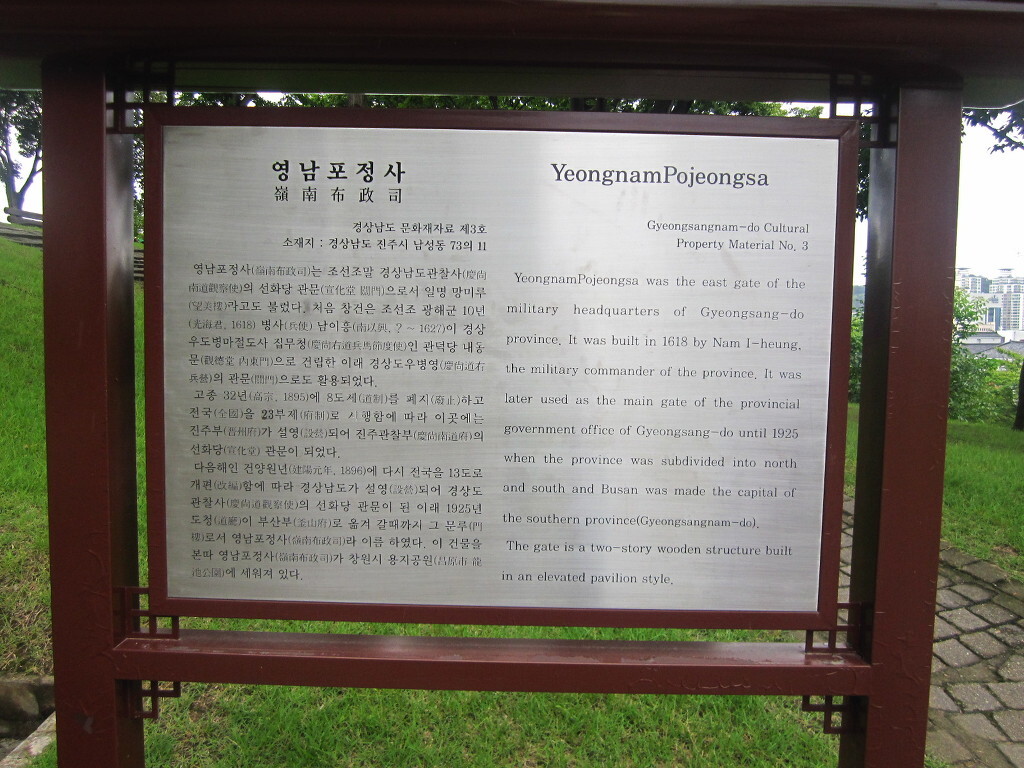 영남포정사
嶺南布政司
경상남도 문화재자료 제3호
소재지 : 경상남도 진주시 남성동 73의 11
영남포정사(嶺南布政司)는 조선조말 경상남도관찰사(慶尙
南道觀察使)의 선화당 관문(宣化堂 關門)으로서 일명 망미루
(望美樓)라고도 불렀다. 처음 창건은 조선조 광해군 10년
(光海君, 1618) 병사(兵使) 남이흥(南以興, ? ~ 1627)이 경상
우도병마절도사 집무청(慶尙右道兵馬節度使)인 관덕당 내동
문(觀德堂 內東門)으로 건립한 이래 경상도우병영(慶尙道右
兵營)의 관문(關門)으로도 활용되었다.
고종 32년(高宗, 1895)에 8도제(道制)를 폐지(廢止)하고
전국(全國)을 23부제(府制)로 시행함에 따라 이곳에는
진주부(晋州府)가 설영(設營)되어 진주관찰부(慶尙南道府)의
선화당(宣化堂) 관문이 되었다.
다음해인 건양원년(建陽元年, 1896)에 다시 전국을 13도로
개편(改編)함에 따라 경상남도가 설영(設營)되어 경상도
관찰사(慶尙道觀察使)의 선화당 관문이 된 이래 1925년
도청(道廳)이 부산부(釜山府)로 옮겨 갈때까지 그 문루(門
樓)로서 영남포정사(嶺南布政司)라 이름 하였다. 이 건물을
본따 영남포정사(嶺南布政司)가 창원시 용지공원(昌原市 龍
池公園)에 세워져 있다.
YeongnamPojeongsa
Gyeongsangnam-do Cultural
Property Material No. 3
YeongnamPojeongsa was the east gate of the
military headquarters of Gyeongsang-do
province. It was built in 1618 by Nam I-heung,
the military commander of the province. It was
later used as the main gate of the provincial
government office of Gyeongsang-do until 1925
when the province was subdivided into north
and south and Busan was made the capital of
the southern province(Gyeongsangnam-do).
The gate is a two-story wooden structure built
in an elevated pavilion style.